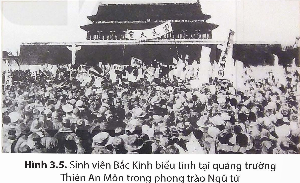 Hình 3.5. Sinh viên Bắc Kinh biểu tình tại quảng trường
Thiên An Môn trong phong trào Ngũ tứ